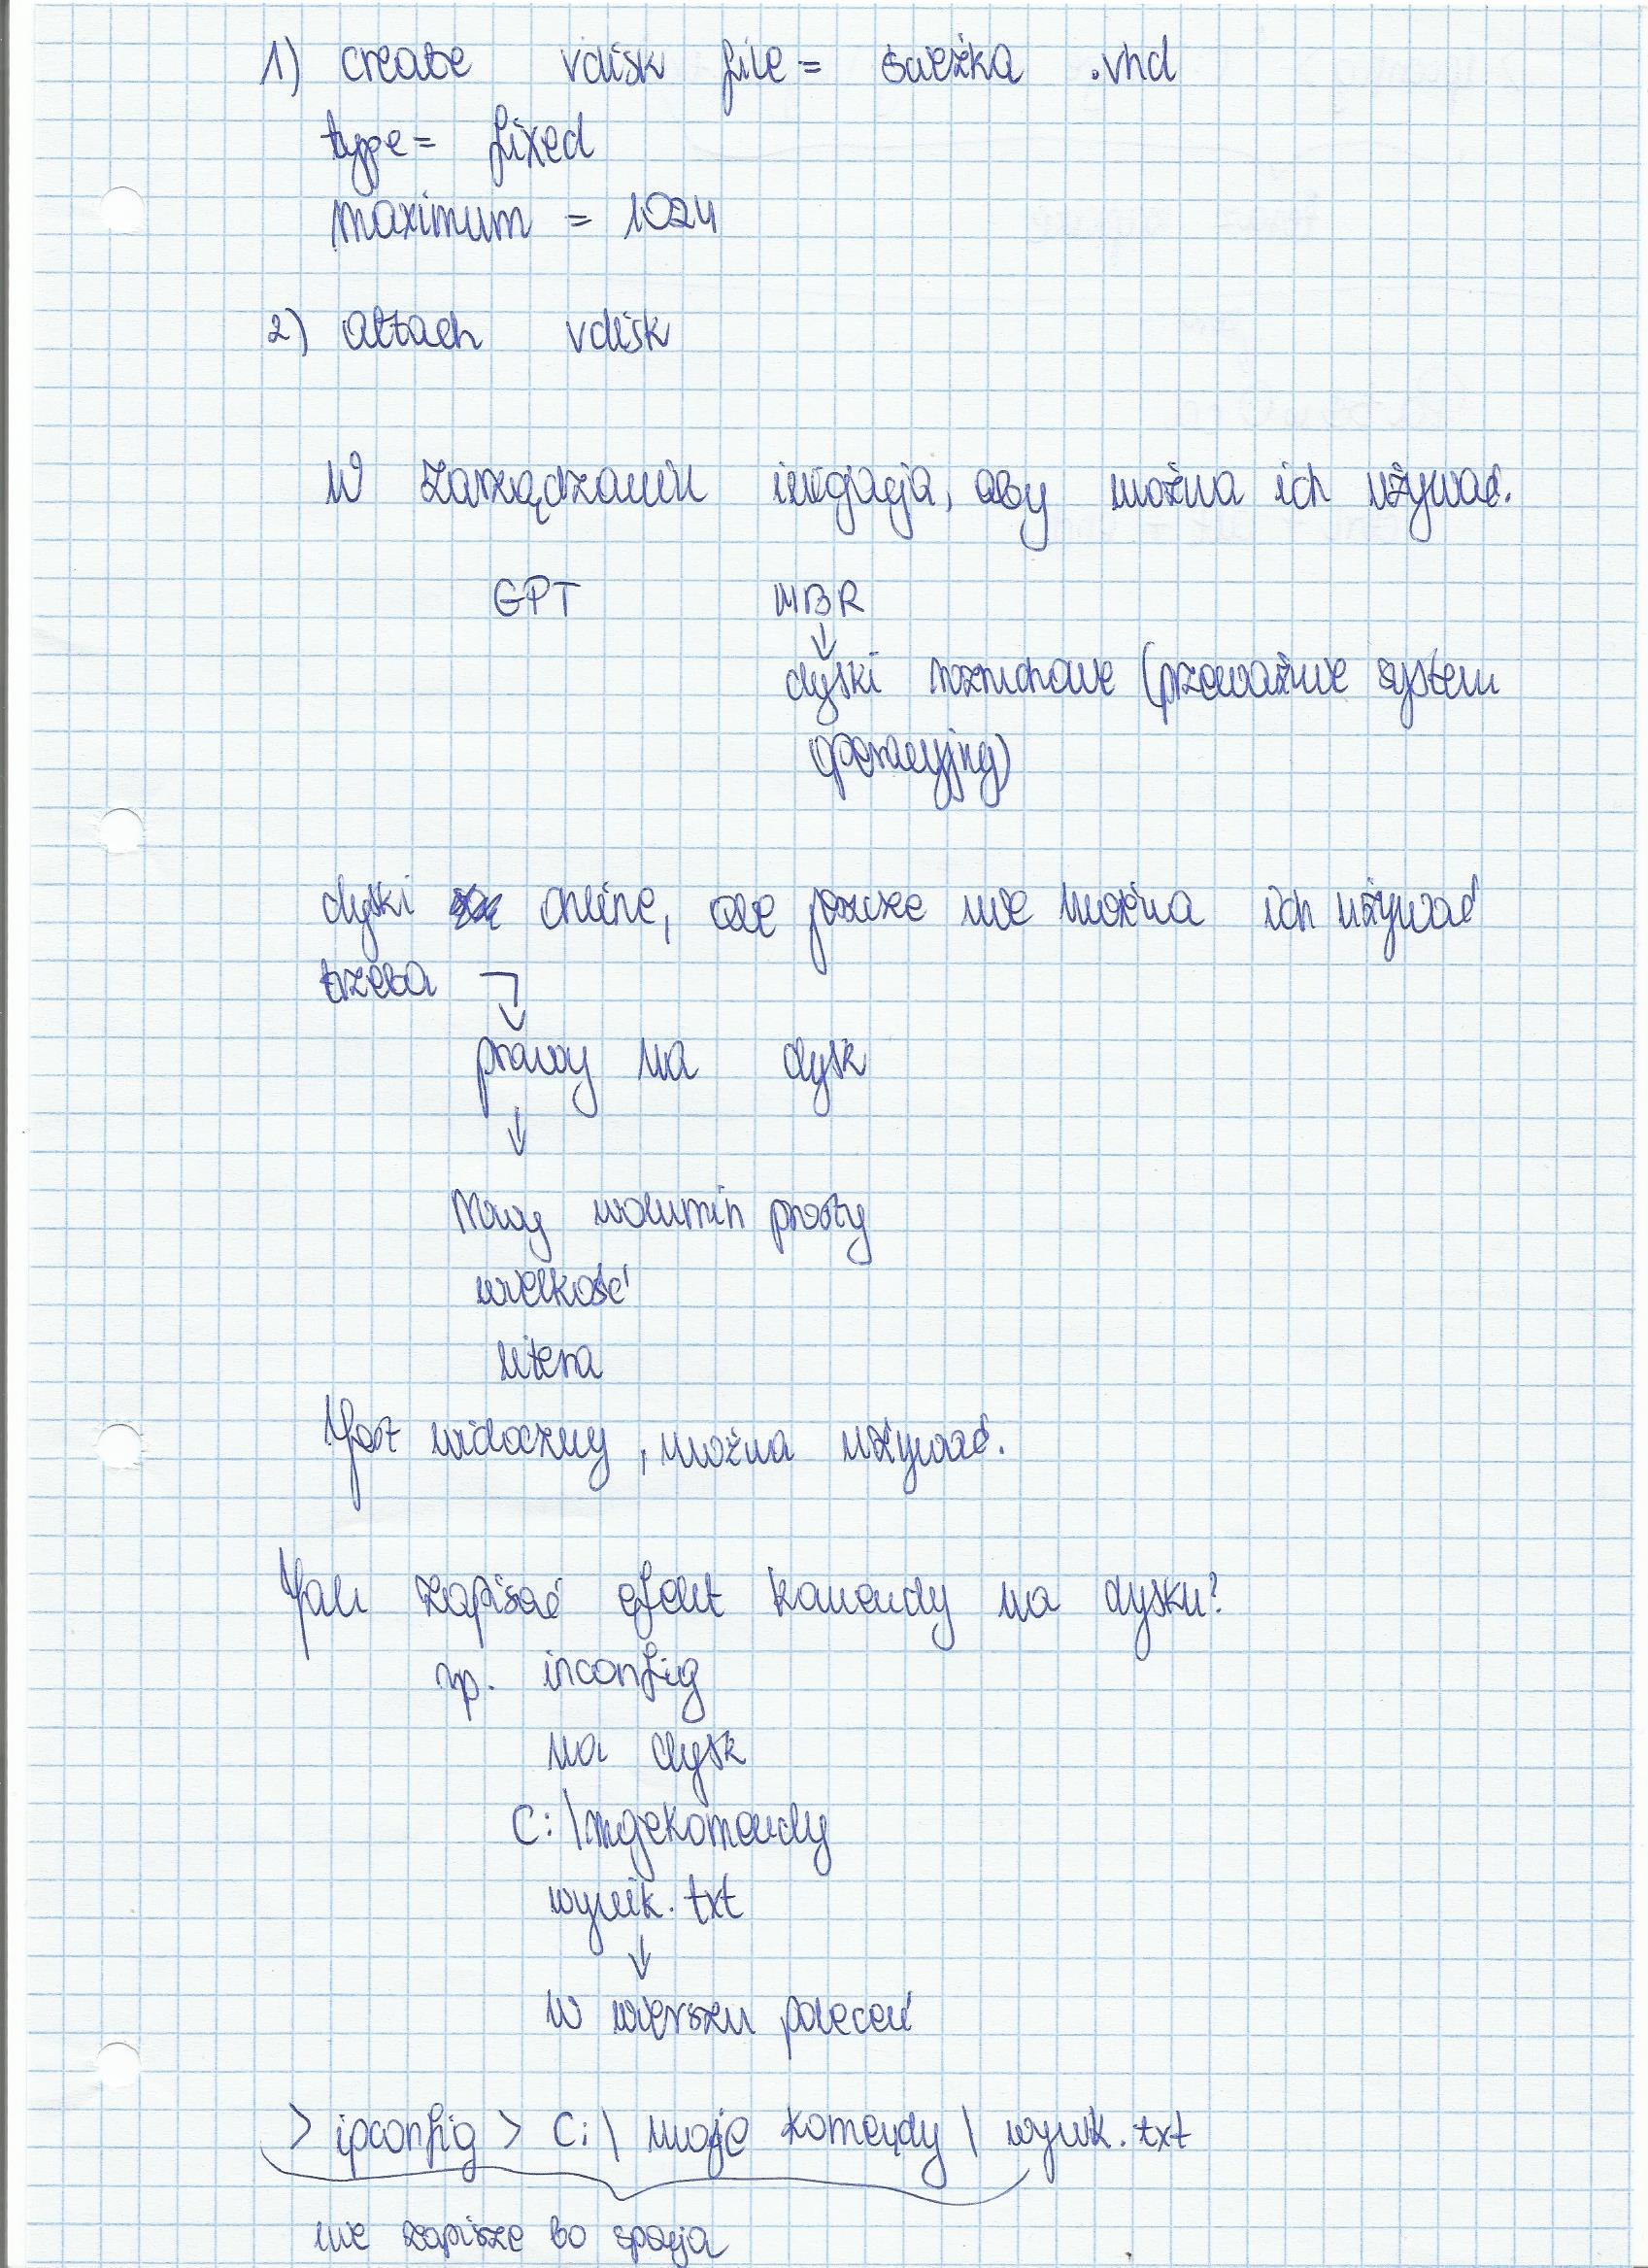 1) create vdisk file= ścieżka .vhd
type= fixed
maximum = 1024
2) attach vdisk
W zarządzaniu inicjacja, aby można ich używać.
GPT MBR
↓
dyski rozruchowe (przeważnie system
operacyjny)
dyski online, ale jeszcze nie można ich używać
trzeba
↓
prawy na dysk
↓
Nowy wolumin prosty
wielkość
litera
Jest widoczny, można używać.
Jak zapisać efekt komendy na dysku?
np. inconfig
na dysk
C:\mojekomendy
wynik.txt
↓
W wierszu poleceń
> ipconfig > C:\ moje komendy \ wynik.txt
nie zapisze bo spacja